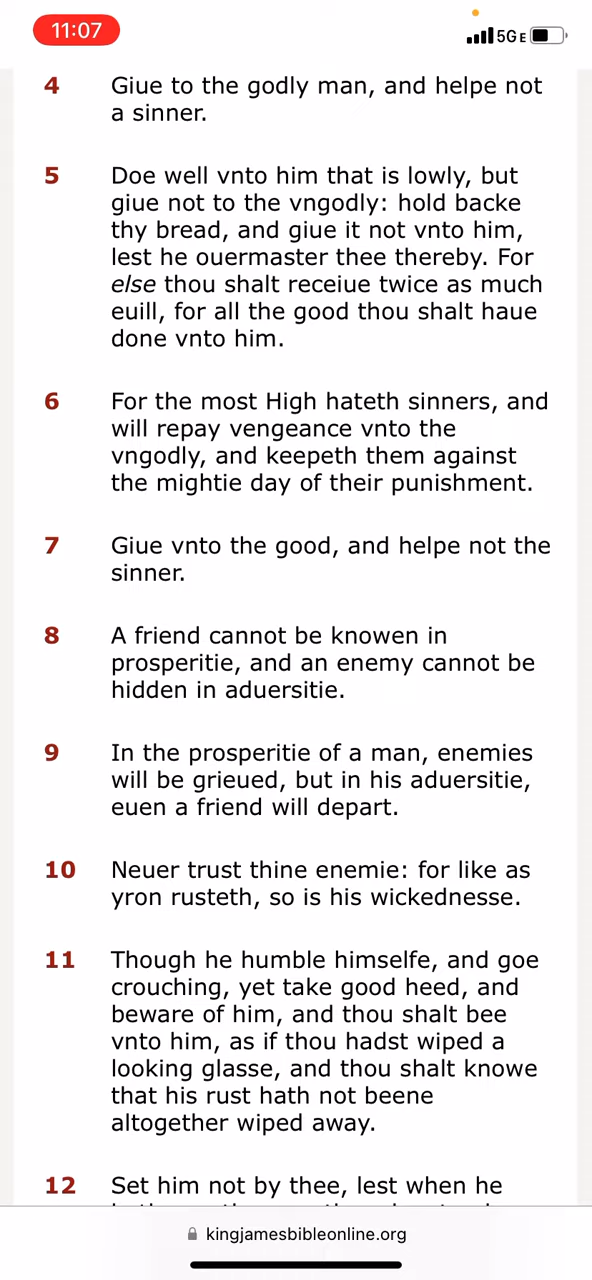 11:07
5GE
4 Giue to the godly man, and helpe not
a sinner.
5 Doe well vnto him that is lowly, but
giue not to the vngodly: hold backe
thy bread, and giue it not vnto him,
lest he ouermaster thee thereby. For
else thou shalt receiue twice as much
euill, for all the good thou shalt haue
done vnto him.
6 For the most High hateth sinners, and
will repay vengeance vnto the
vngodly, and keepeth them against
the mightie day of their punishment.
7 Giue vnto the good, and helpe not the
sinner.
8 A friend cannot be knowen in
prosperitie, and an enemy cannot be
hidden in aduersitie.
9 In the prosperitie of a man, enemies
will be grieued, but in his aduersitie,
euen a friend will depart.
10 Neuer trust thine enemie: for like as
yron rusteth, so is his wickednesse.
11 Though he humble himselfe, and goe
crouching, yet take good heed, and
beware of him, and thou shalt bee
vnto him, as if thou hadst wiped a
looking glasse, and thou shalt knowe
that his rust hath not beene
altogether wiped away.
12 Set him not by thee, lest when he
kingjamesbibleonline.org